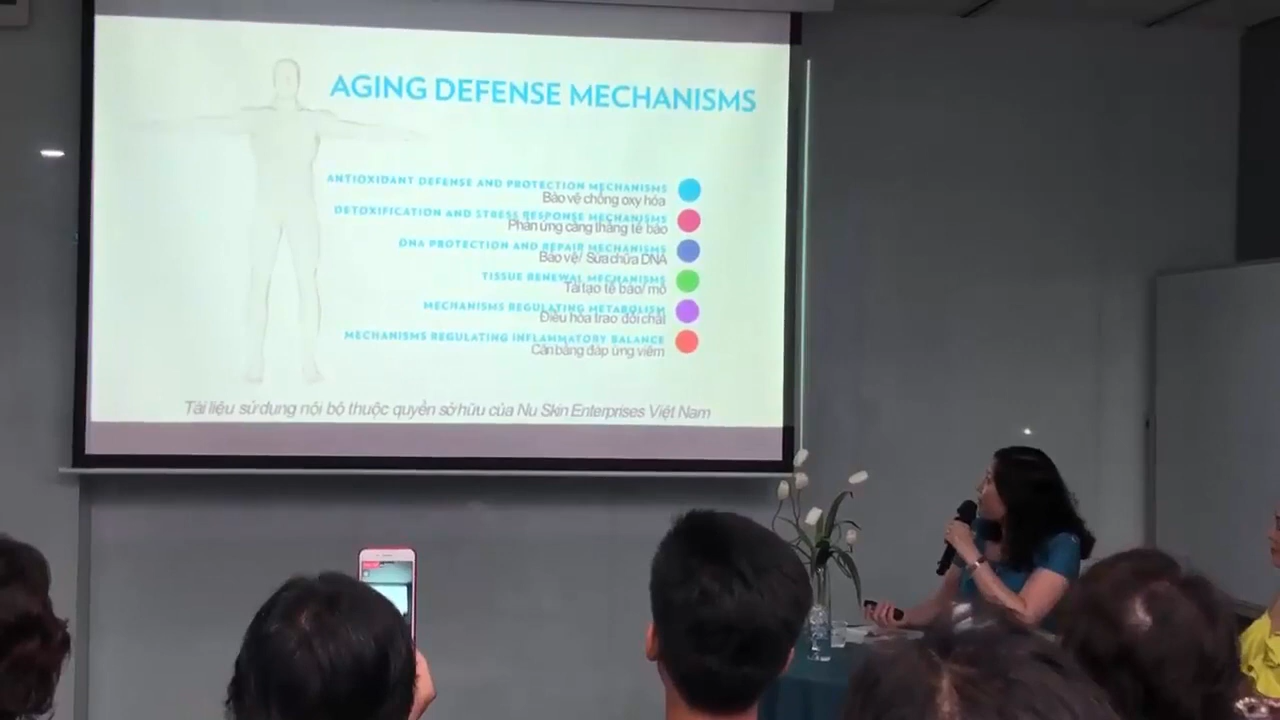 AGING DEFENSE MECHANISMS
ANTIOXIDANT DEFENSE AND PROTECTION MECHANISMS
Bảo vệ chống oxy hóa
DETOXIFICATION AND STRESS RESPONSE MECHANISMS
Phản ứng căng thẳng tế bào
DNA PROTECTION AND REPAIR MECHANISMS
Bảo vệ/ Sửa chữa DNA
TISSUE RENEWAL MECHANISMS
Tái tạo tế bào/ mô
MECHANISMS REGULATING METABOLISM
Điều hòa trao đổi chất
MECHANISMS REGULATING INFLAMMATORY BALANCE
Cân bằng đáp ứng viêm
Tài liệu sử dụng nội bộ thuộc quyền sở hữu của Nu Skin Enterprises Việt Nam